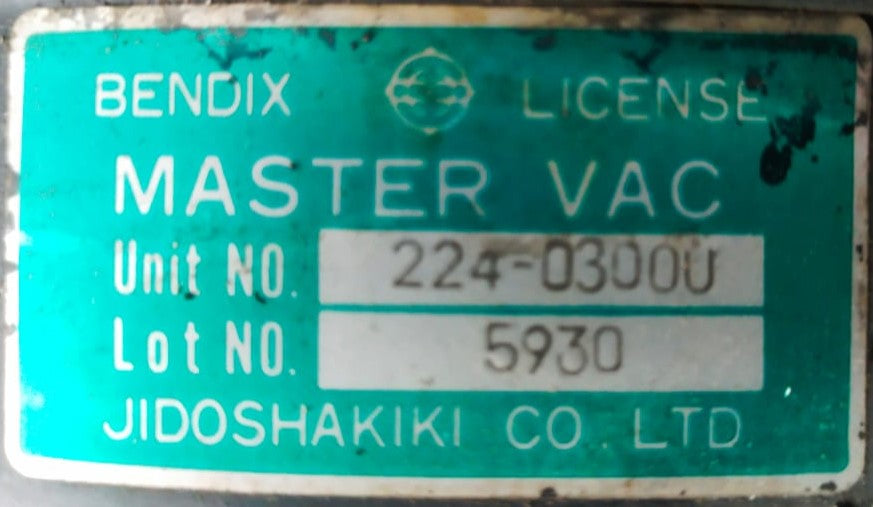 BENDIX LICENSE
MASTER VAC
Unit NO. 224-0300U
Lot NO. 5930
JIDOSHAKIKI CO. LTD.